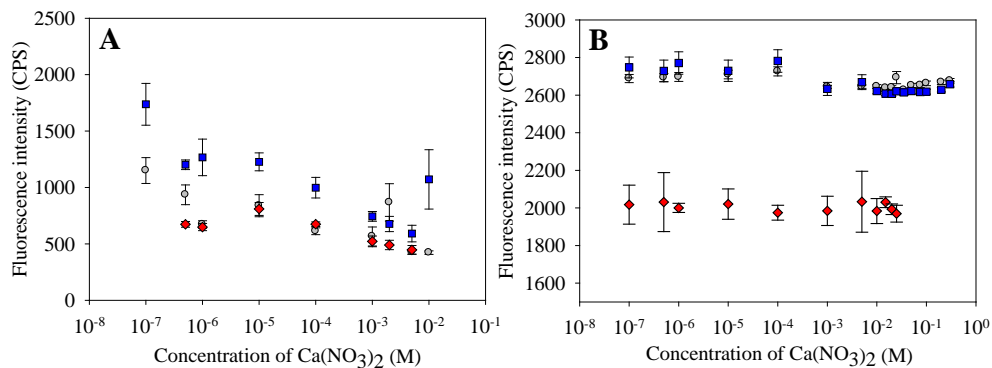 A
Fluorescence intensity (CPS)
2500
2000
1500
1000
500
0
10⁻⁸ 10⁻⁷ 10⁻⁶ 10⁻⁵ 10⁻⁴ 10⁻³ 10⁻² 10⁻¹
Concentration of Ca(NO₃)₂ (M)
B
Fluorescence intensity (CPS)
3000
2800
2600
2400
2200
2000
1800
1600
10⁻⁸ 10⁻⁷ 10⁻⁶ 10⁻⁵ 10⁻⁴ 10⁻³ 10⁻² 10⁻¹ 10⁰
Concentration of Ca(NO₃)₂ (M)